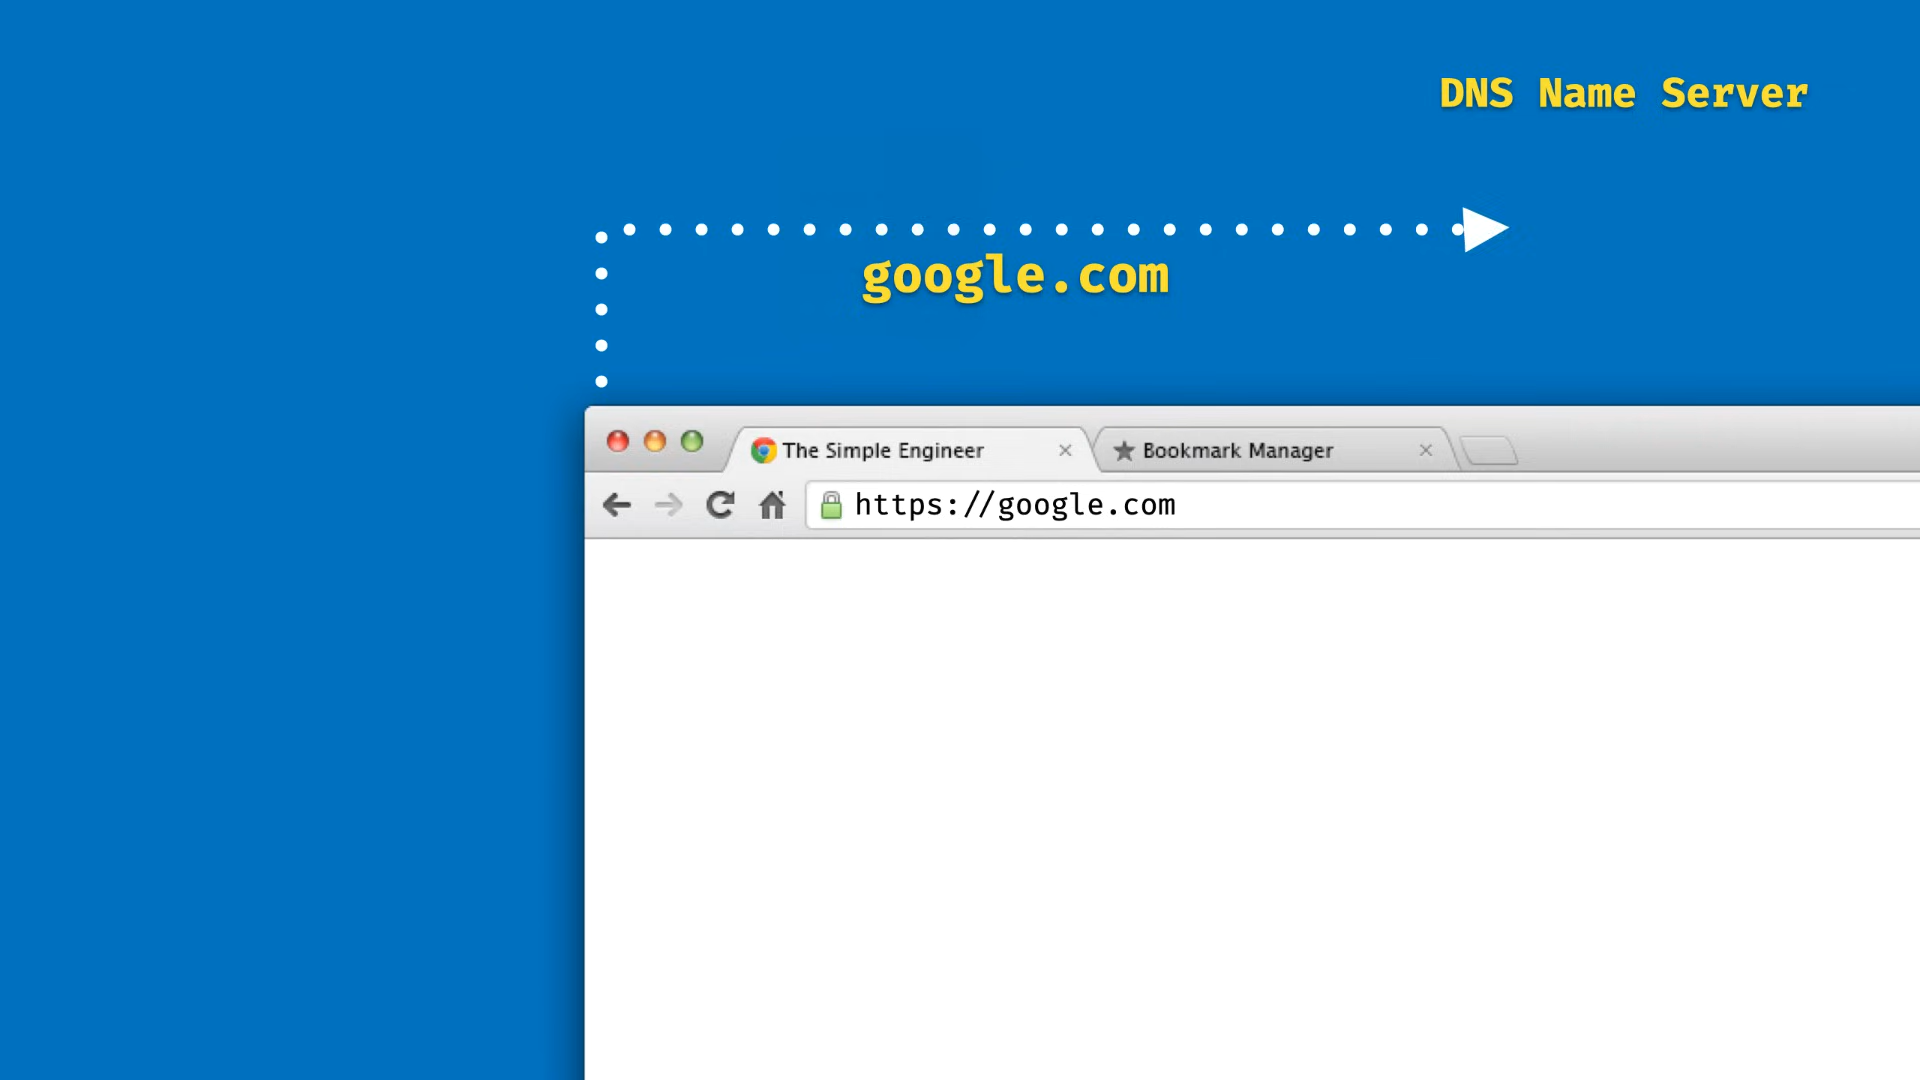 DNS Name Server
google.com
The Simple Engineer
Bookmark Manager
https://google.com